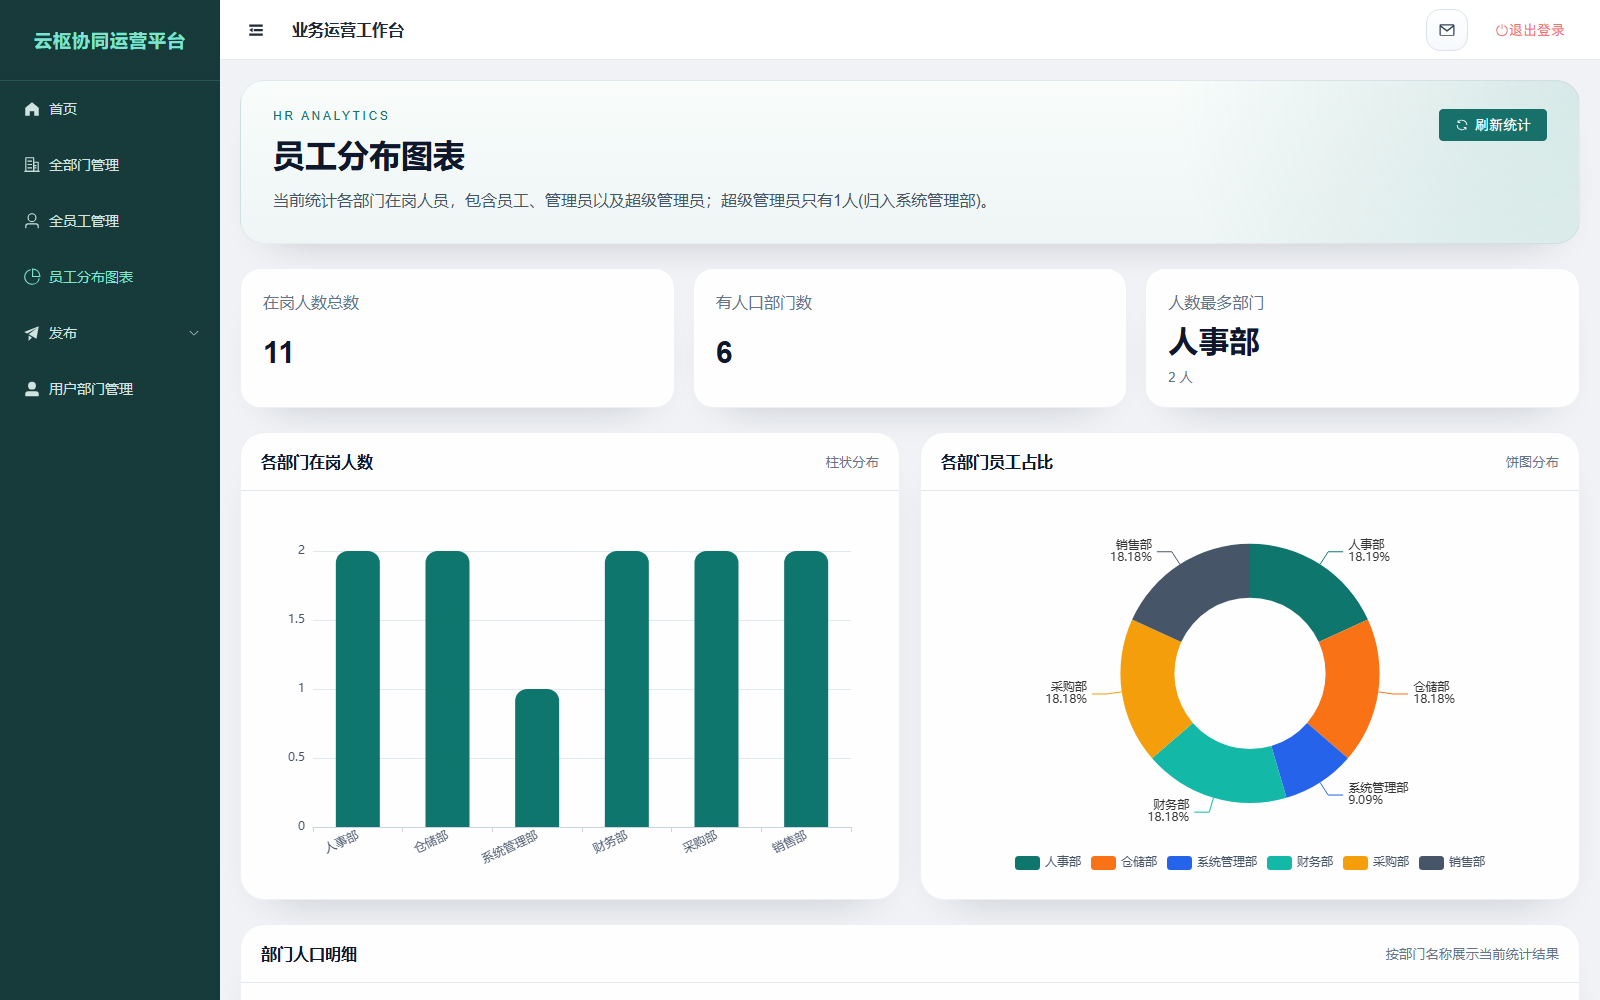 云枢协同运营平台
首页
全部门管理
全员工管理
员工分布图表
发布
用户部门管理
业务运营工作台
退出登录
HR ANALYTICS
员工分布图表
当前统计各部门在岗人员，包含员工、管理员以及超级管理员；超级管理员只有1人(归入系统管理部)。
刷新统计
在岗人数总数
11
有人口部门数
6
人数最多部门
人事部
2 人
各部门在岗人数
柱状分布
2
1.5
1
0.5
0
人事部
仓储部
系统管理部
财务部
采购部
销售部
各部门员工占比
饼图分布
销售部
18.18%
人事部
18.19%
采购部
18.18%
仓储部
18.18%
财务部
18.18%
系统管理部
9.09%
人事部
仓储部
系统管理部
财务部
采购部
销售部
部门人口明细
按部门名称展示当前统计结果